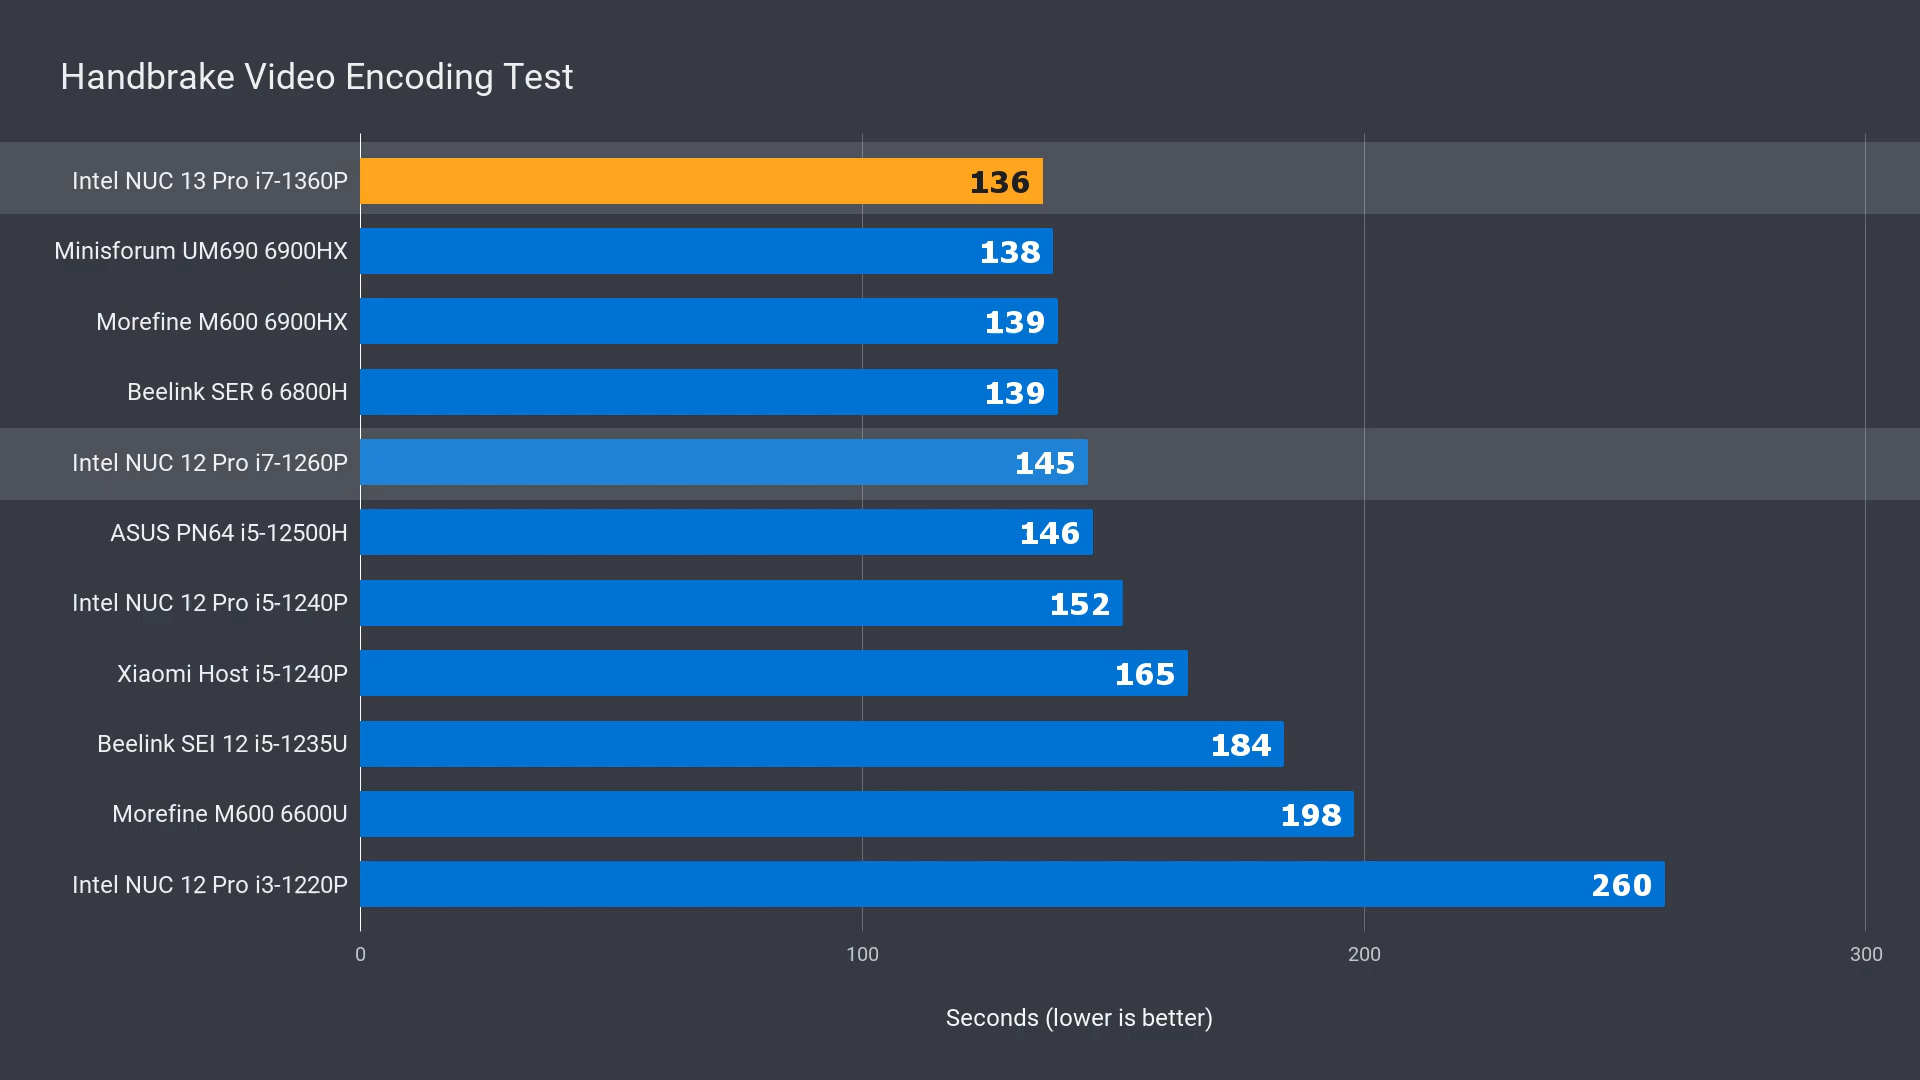 Handbrake Video Encoding Test
Intel NUC 13 Pro i7-1360P 136
Minisforum UM690 6900HX 138
Morefine M600 6900HX 139
Beelink SER 6 6800H 139
Intel NUC 12 Pro i7-1260P 145
ASUS PN64 i5-12500H 146
Intel NUC 12 Pro i5-1240P 152
Xiaomi Host i5-1240P 165
Beelink SEI 12 i5-1235U 184
Morefine M600 6600U 198
Intel NUC 12 Pro i3-1220P 260
0 100 200 300
Seconds (lower is better)